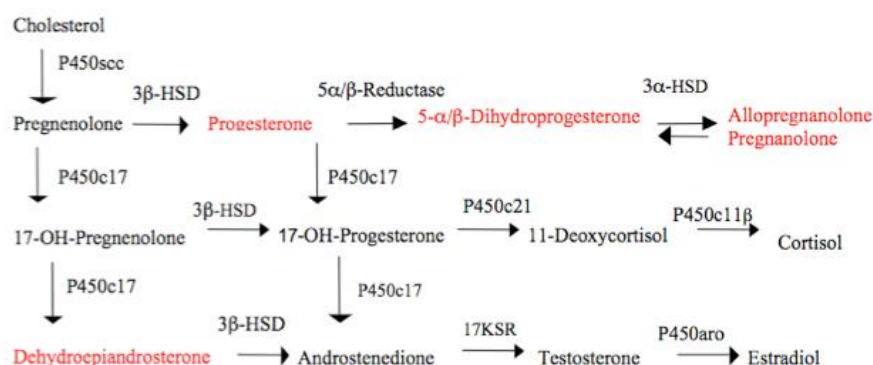 Cholesterol
P450scc
3β-HSD 5α/β-Reductase 3α-HSD
Pregnenolone Progesterone 5-α/β-Dihydroprogesterone Allopregnanolone
Pregnanolone
P450c17 P450c17
3β-HSD P450c21 P450c11β
17-OH-Pregnenolone 17-OH-Progesterone 11-Deoxycortisol Cortisol
P450c17 P450c17
3β-HSD 17KSR P450aro
Dehydroepiandrosterone Androstenedione Testosterone Estradiol